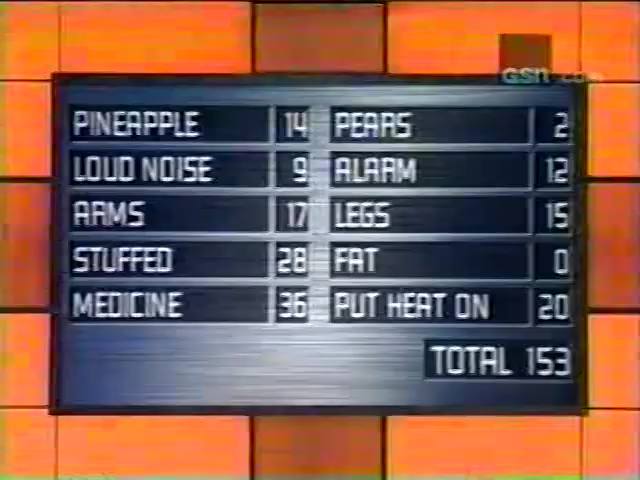 GSN.com
PINEAPPLE 14 PEARS 2
LOUD NOISE 9 ALARM 12
ARMS 17 LEGS 15
STUFFED 28 FAT 0
MEDICINE 36 PUT HEAT ON 20
TOTAL 153